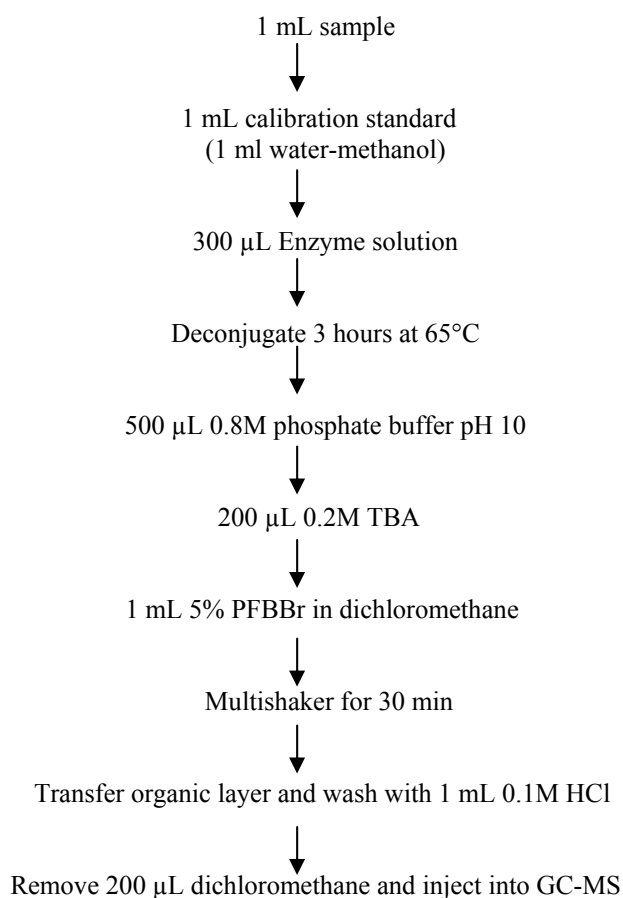 1 mL sample
1 mL calibration standard
(1 ml water-methanol)
300 µL Enzyme solution
Deconjugate 3 hours at 65°C
500 µL 0.8M phosphate buffer pH 10
200 µL 0.2M TBA
1 mL 5% PFBBr in dichloromethane
Multishaker for 30 min
Transfer organic layer and wash with 1 mL 0.1M HCl
Remove 200 µL dichloromethane and inject into GC-MS